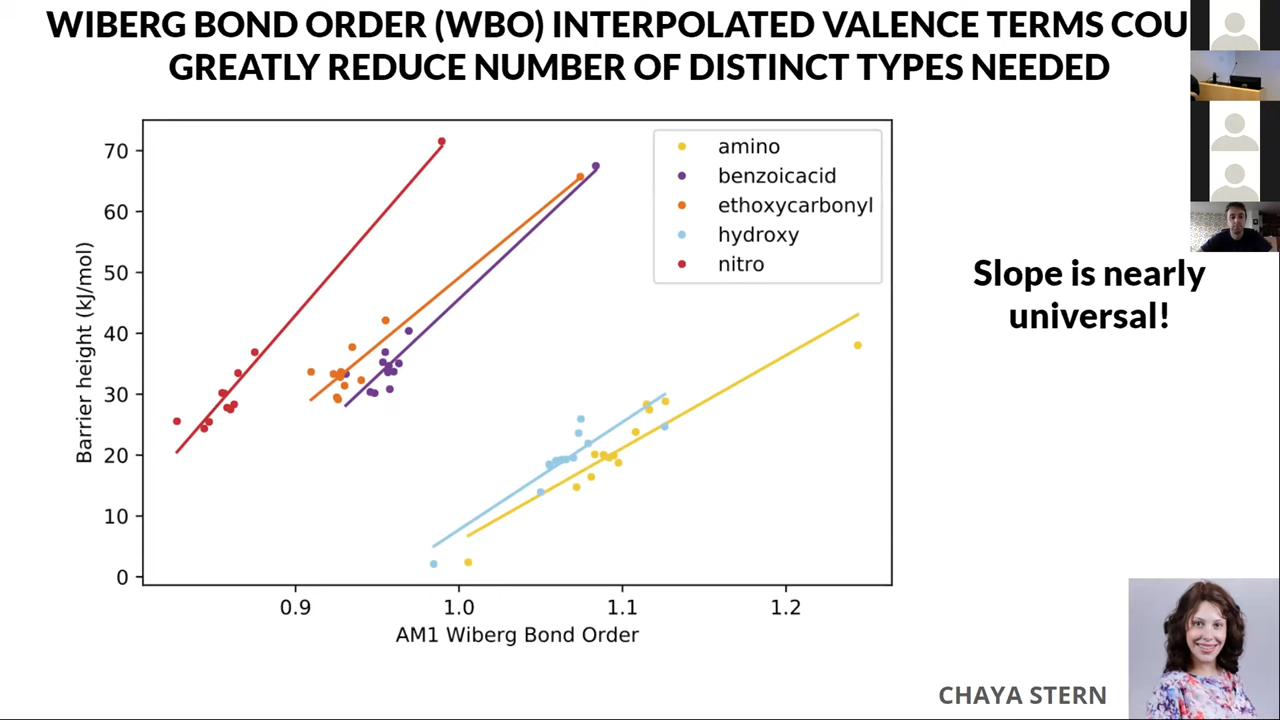 WIBERG BOND ORDER (WBO) INTERPOLATED VALENCE TERMS COU
GREATLY REDUCE NUMBER OF DISTINCT TYPES NEEDED
70
60
50
40
30
20
10
0
Barrier height (kJ/mol)
amino
benzoicacid
ethoxycarbonyl
hydroxy
nitro
0.9
1.0
1.1
1.2
AM1 Wiberg Bond Order
Slope is nearly
universal!
CHAYA STERN